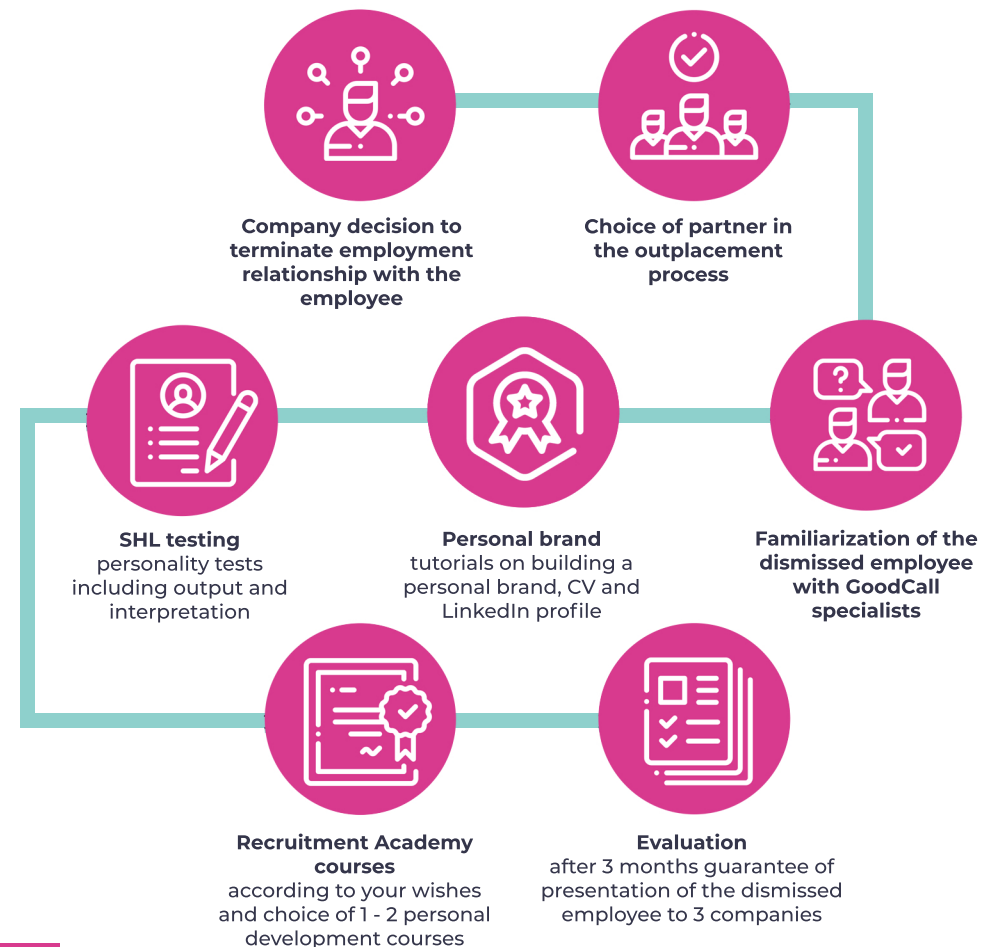 Company decision to
terminate employment
relationship with the
employee
Choice of partner in
the outplacement
process
Familiarization of the
dismissed employee
with GoodCall
specialists
Personal brand
tutorials on building a
personal brand, CV and
LinkedIn profile
SHL testing
personality tests
including output and
interpretation
Recruitment Academy
courses
according to your wishes
and choice of 1 - 2 personal
development courses
Evaluation
after 3 months guarantee of
presentation of the dismissed
employee to 3 companies